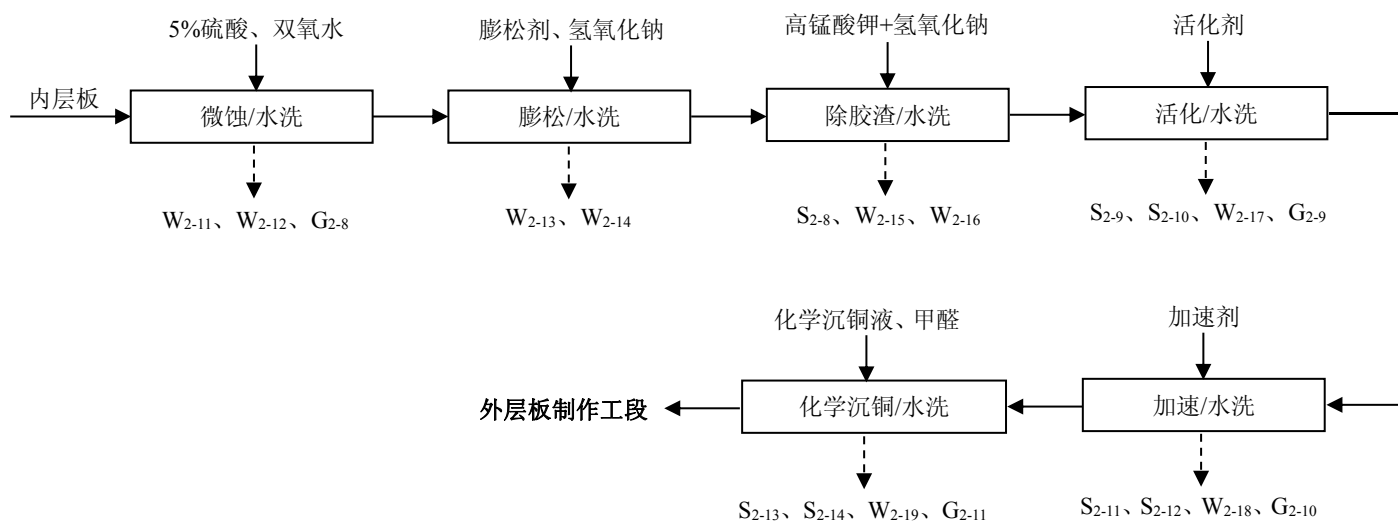 5%硫酸、双氧水
膨松剂、氢氧化钠
高锰酸钾+氢氧化钠
活化剂
内层板
微蚀/水洗
膨松/水洗
除胶渣/水洗
活化/水洗
W2-11、W2-12、G2-8
W2-13、W2-14
S2-8、W2-15、W2-16
S2-9、S2-10、W2-17、G2-9
化学沉铜液、甲醛
加速剂
外层板制作工段
化学沉铜/水洗
加速/水洗
S2-13、S2-14、W2-19、G2-11
S2-11、S2-12、W2-18、G2-10